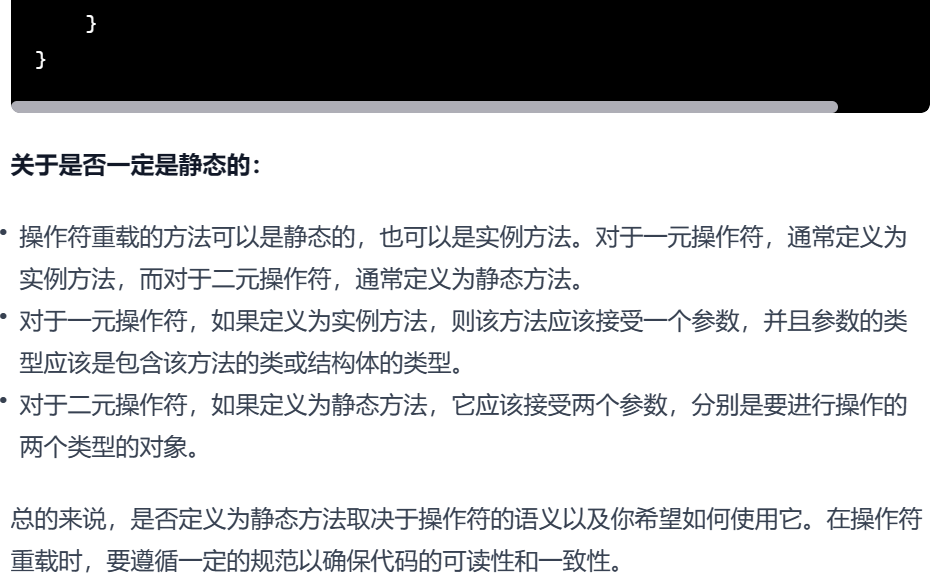 }
}
关于是否一定是静态的：
• 操作符重载的方法可以是静态的，也可以是实例方法。对于一元操作符，通常定义为
实例方法，而对于二元操作符，通常定义为静态方法。
• 对于一元操作符，如果定义为实例方法，则该方法应该接受一个参数，并且参数的类
型应该是包含该方法的类或结构体的类型。
• 对于二元操作符，如果定义为静态方法，它应该接受两个参数，分别是要进行操作的
两个类型的对象。
总的来说，是否定义为静态方法取决于操作符的语义以及你希望如何使用它。在操作符
重载时，要遵循一定的规范以确保代码的可读性和一致性。